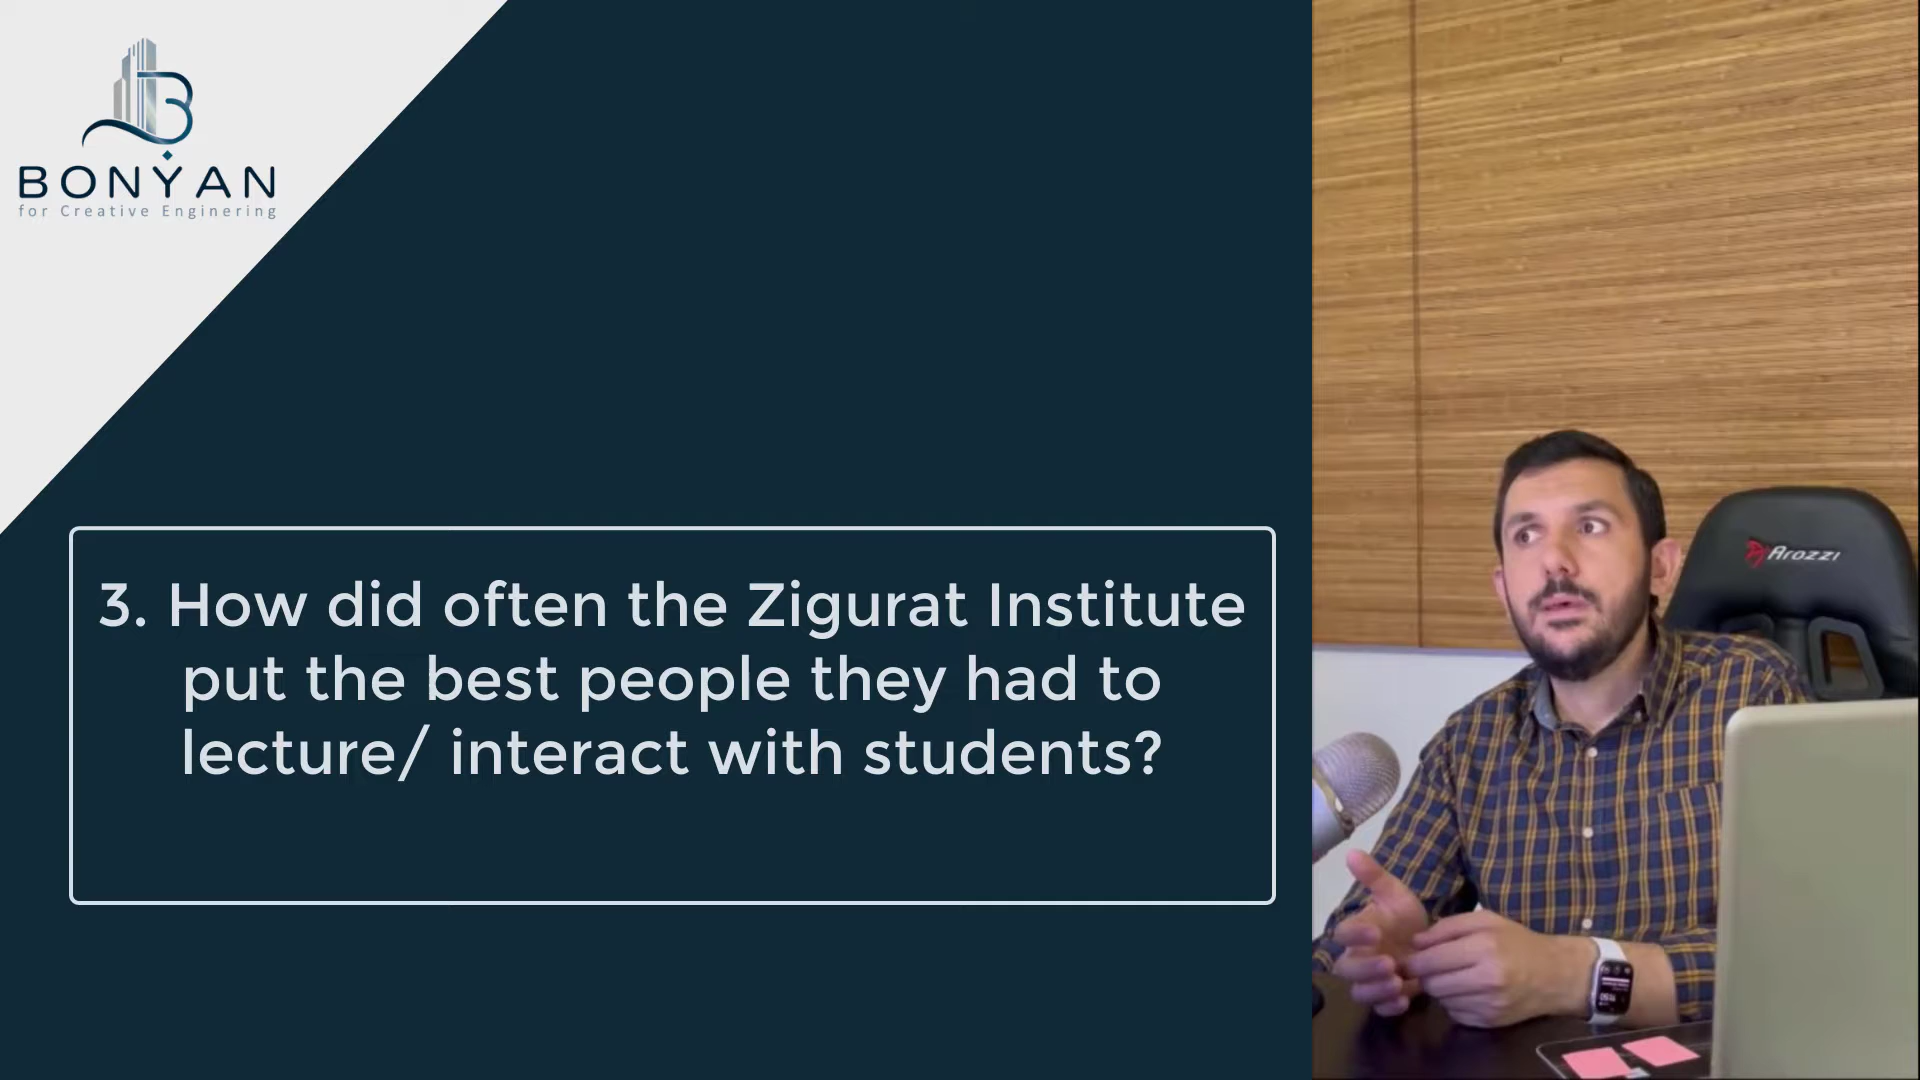 BONYAN
for Creative Enginering
3. How did often the Zigurat Institute
put the best people they had to
lecture/ interact with students?
Arozzi